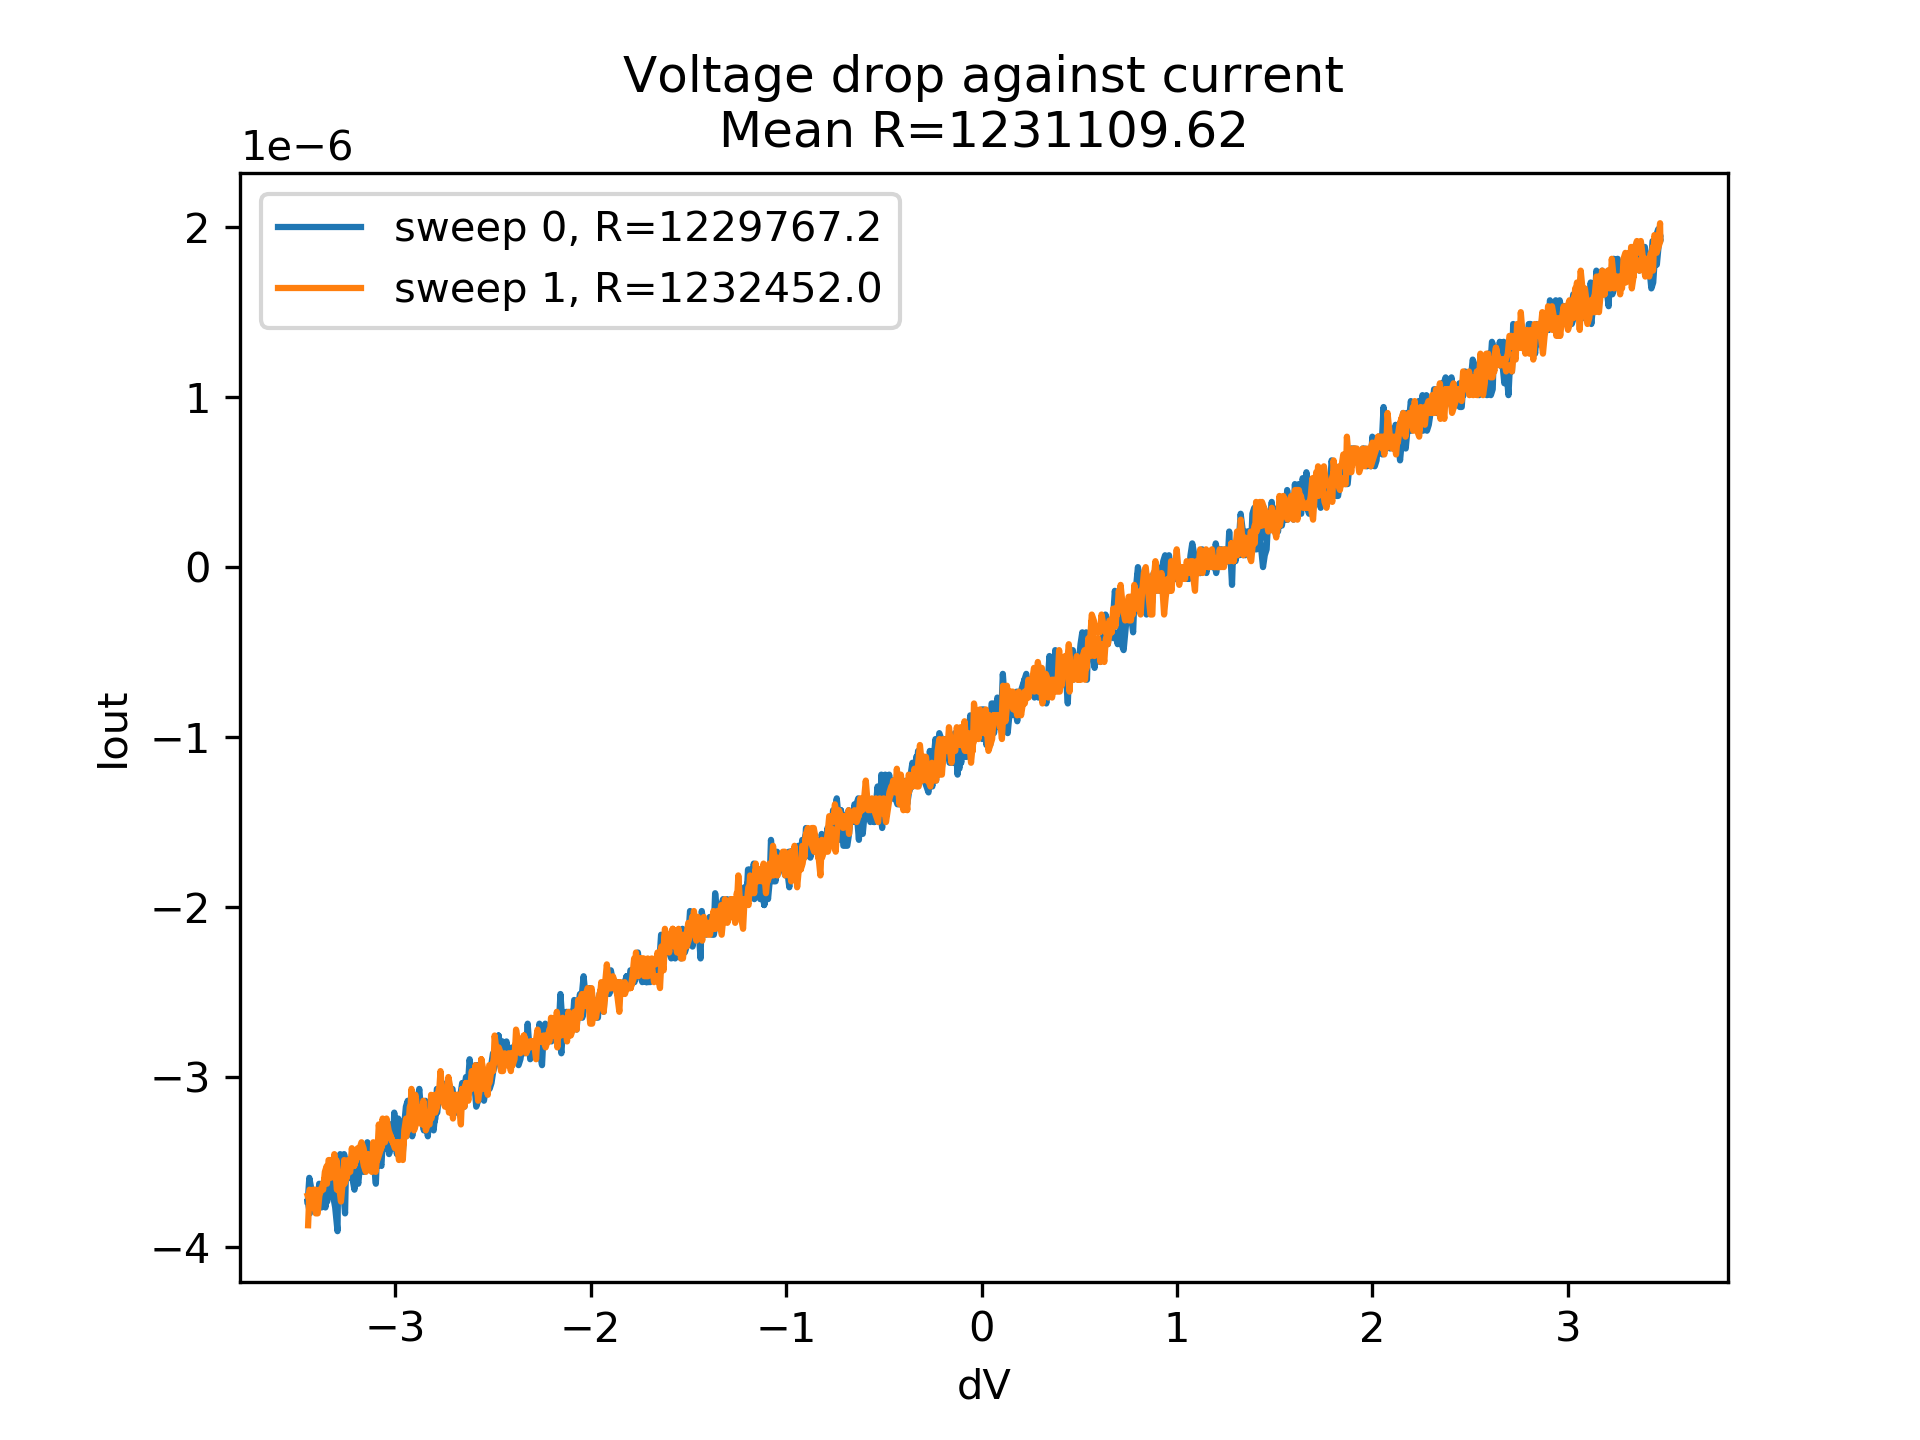 Voltage drop against current
Mean R=1231109.62
1e−6
sweep 0, R=1229767.2
sweep 1, R=1232452.0
2
1
0
−1
−2
−3
−4
Iout
−3
−2
−1
0
1
2
3
dV